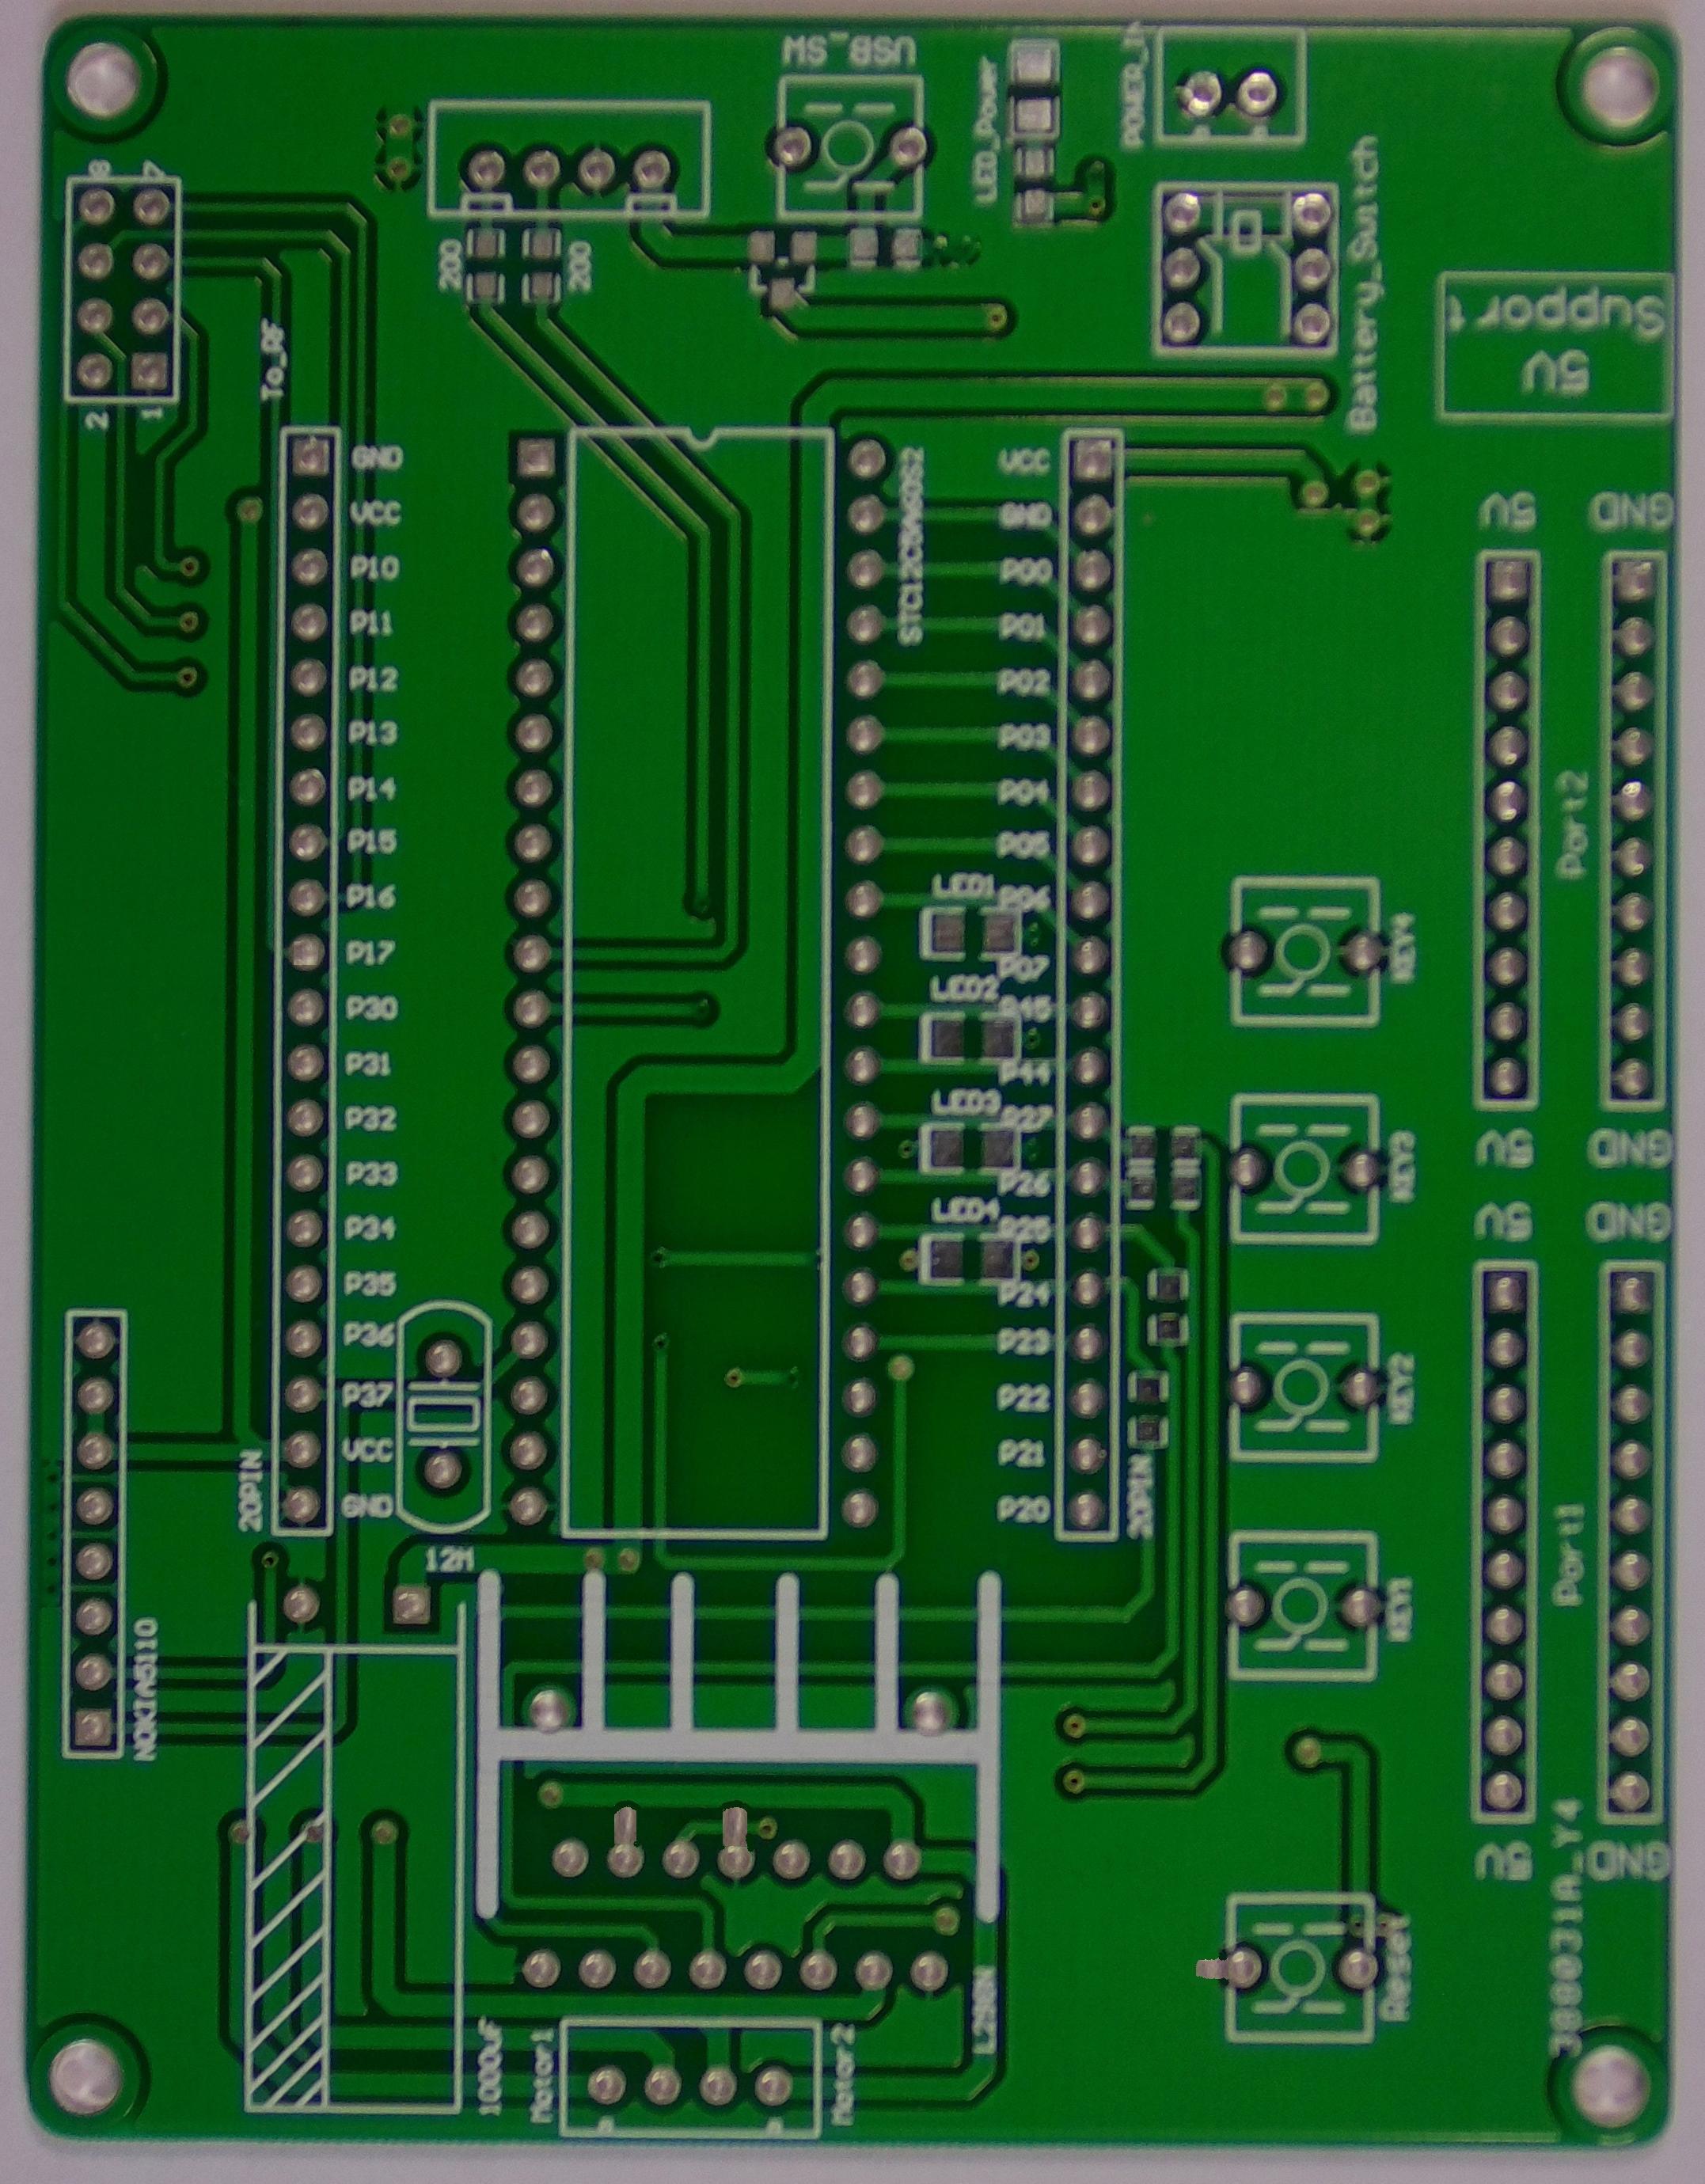 USB_SW
LED_Power
POWER_IN
8
7
2
1
To_RF
200
200
Battery_Switch
Support
5V
GND
VCC
P10
P11
P12
P13
P14
P15
P16
P17
P30
P31
P32
P33
P34
P35
P36
P37
VCC
GND
20PIN
12M
STC12C5A60S2
VCC
GND
P00
P01
P02
P03
P04
P05
P06
P07
P45
P44
P27
P26
P25
P24
P23
P22
P21
P20
20PIN
LED1
LED2
LED3
LED4
5V
GND
Port2
5V
GND
5V
GND
Port1
5V
GND
KEY4
KEY3
KEY2
KEY1
Reset
NOKIA5110
1000uF
Motor1
Motor2
L298N